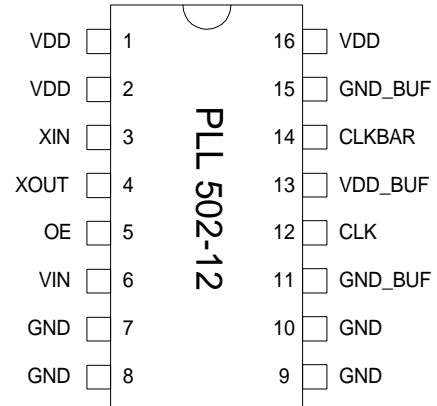 VDD 1 16 VDD
VDD 2 15 GND_BUF
XIN 3 14 CLKBAR
XOUT 4 13 VDD_BUF
OE 5 12 CLK
VIN 6 11 GND_BUF
GND 7 10 GND
GND 8 9 GND
PLL 502-12